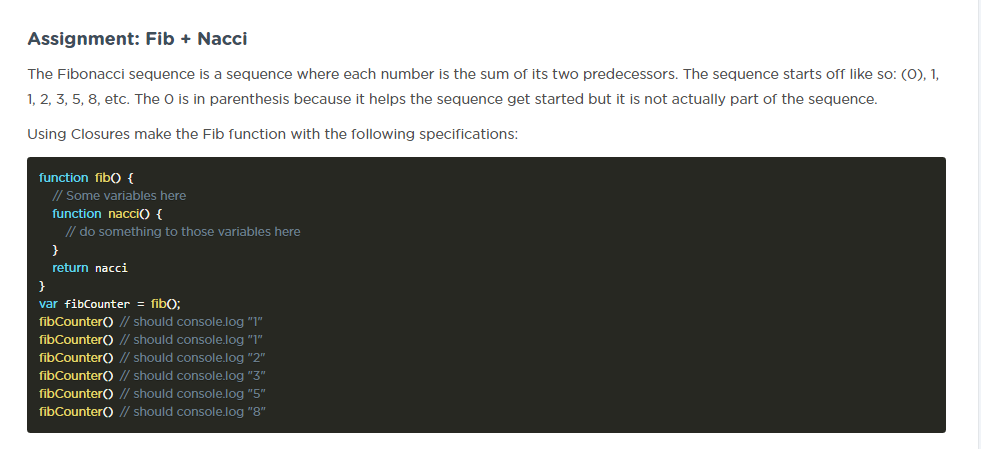 Assignment: Fib + Nacci
The Fibonacci sequence is a sequence where each number is the sum of its two predecessors. The sequence starts off like so: (0), 1,
1, 2, 3, 5, 8, etc. The 0 is in parenthesis because it helps the sequence get started but it is not actually part of the sequence.
Using Closures make the Fib function with the following specifications:
function fib() {
  // Some variables here
  function nacci() {
    // do something to those variables here
  }
  return nacci
}
var fibCounter = fib();
fibCounter() // should console.log "1"
fibCounter() // should console.log "1"
fibCounter() // should console.log "2"
fibCounter() // should console.log "3"
fibCounter() // should console.log "5"
fibCounter() // should console.log "8"